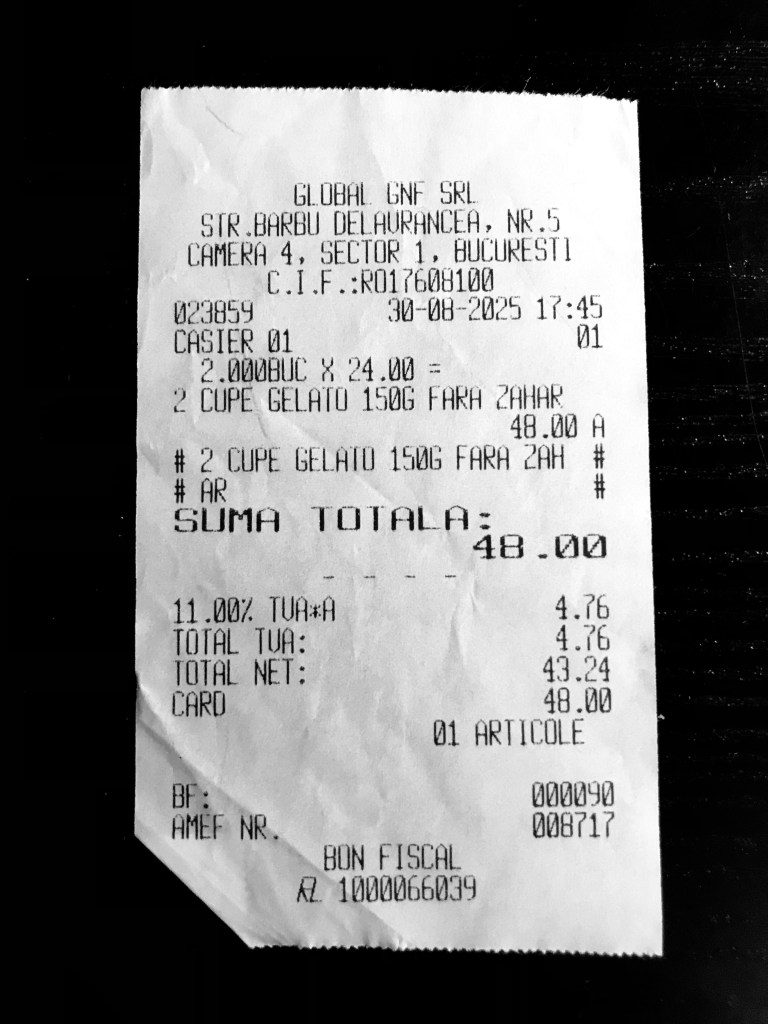 GLOBAL GNF SRL
STR.BARBU DELAVRANCEA, NR.5
CAMERA 4, SECTOR 1, BUCURESTI
C.I.F.:RO17608100
023859 30-08-2025 17:45
CASIER 01 01
2.000BUC X 24.00 =
2 CUPE GELATO 150G FARA ZAHAR
48.00 A
# 2 CUPE GELATO 150G FARA ZAH #
# AR #
SUMA TOTALA:
48.00
- - - -
11.00% TVA*A 4.76
TOTAL TVA: 4.76
TOTAL NET: 43.24
CARD 48.00
01 ARTICOLE
BF: 000090
AMEF NR. 008717
BON FISCAL
1000066039